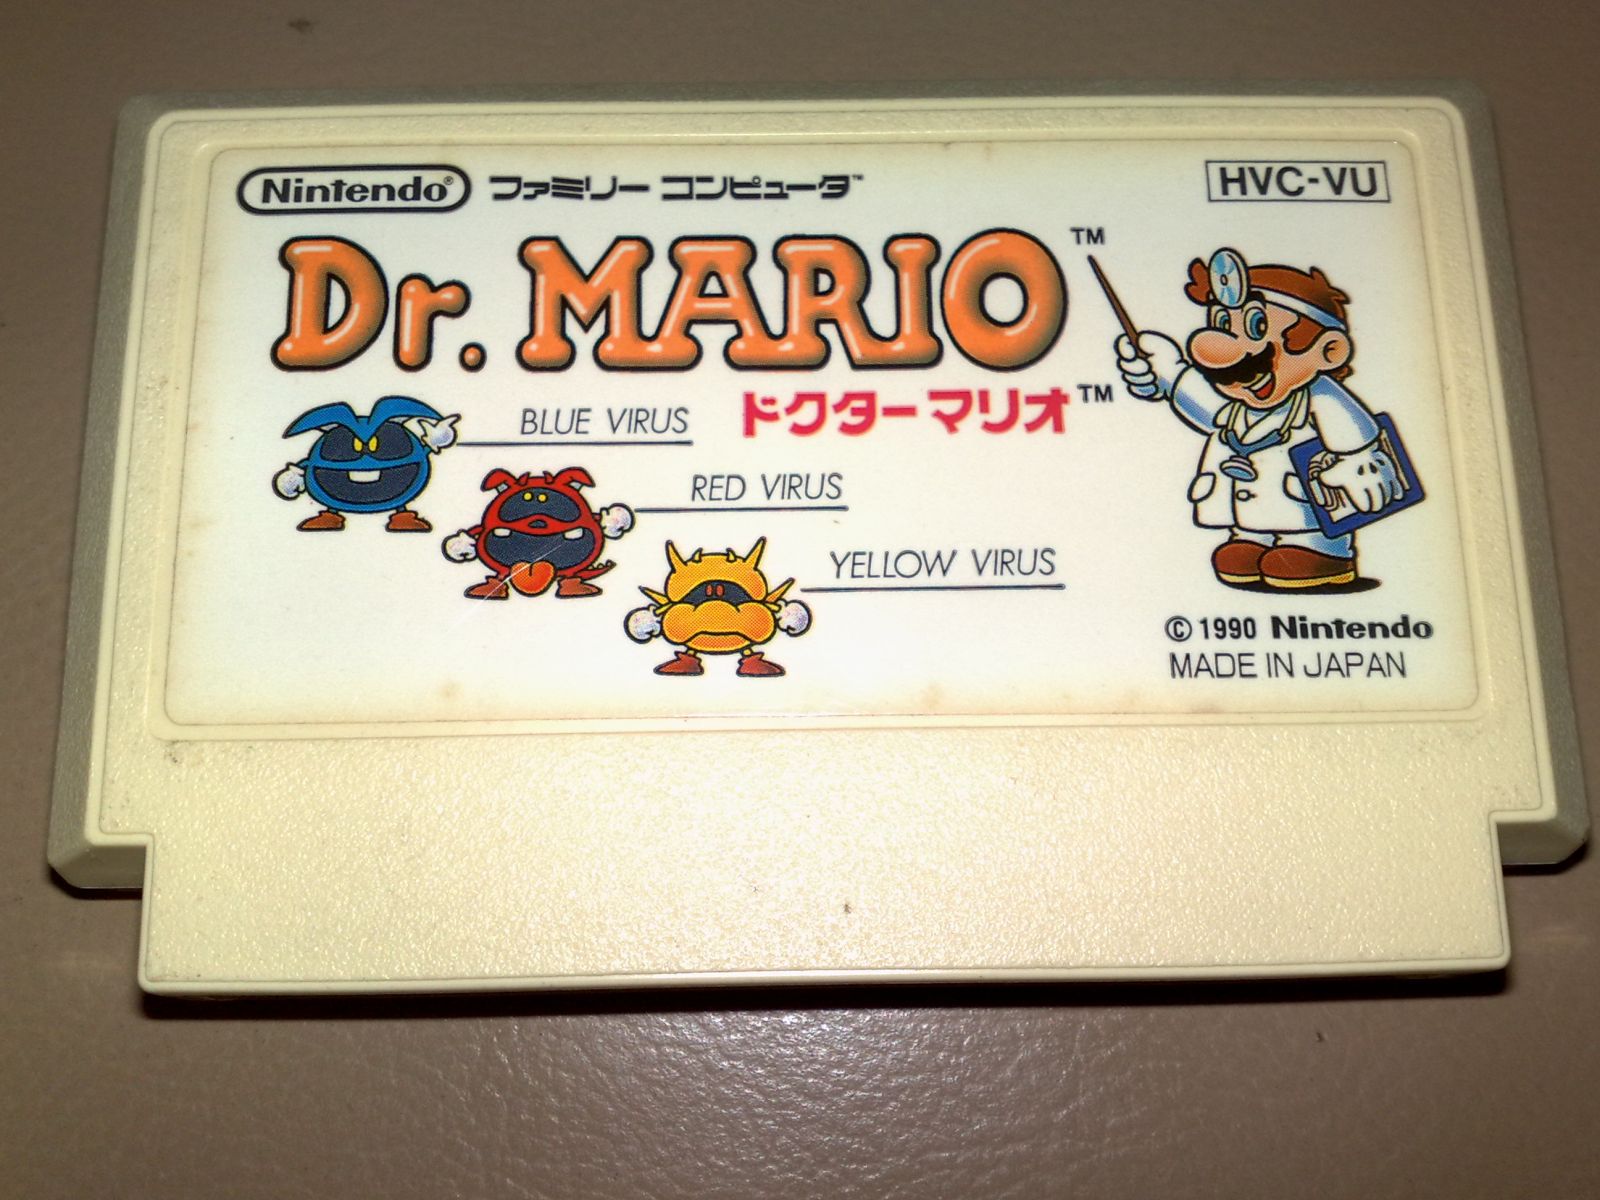 Nintendo® ファミリー コンピュータ™
HVC-VU
Dr. MARIO™
ドクターマリオ™
BLUE VIRUS
RED VIRUS
YELLOW VIRUS
© 1990 Nintendo
MADE IN JAPAN